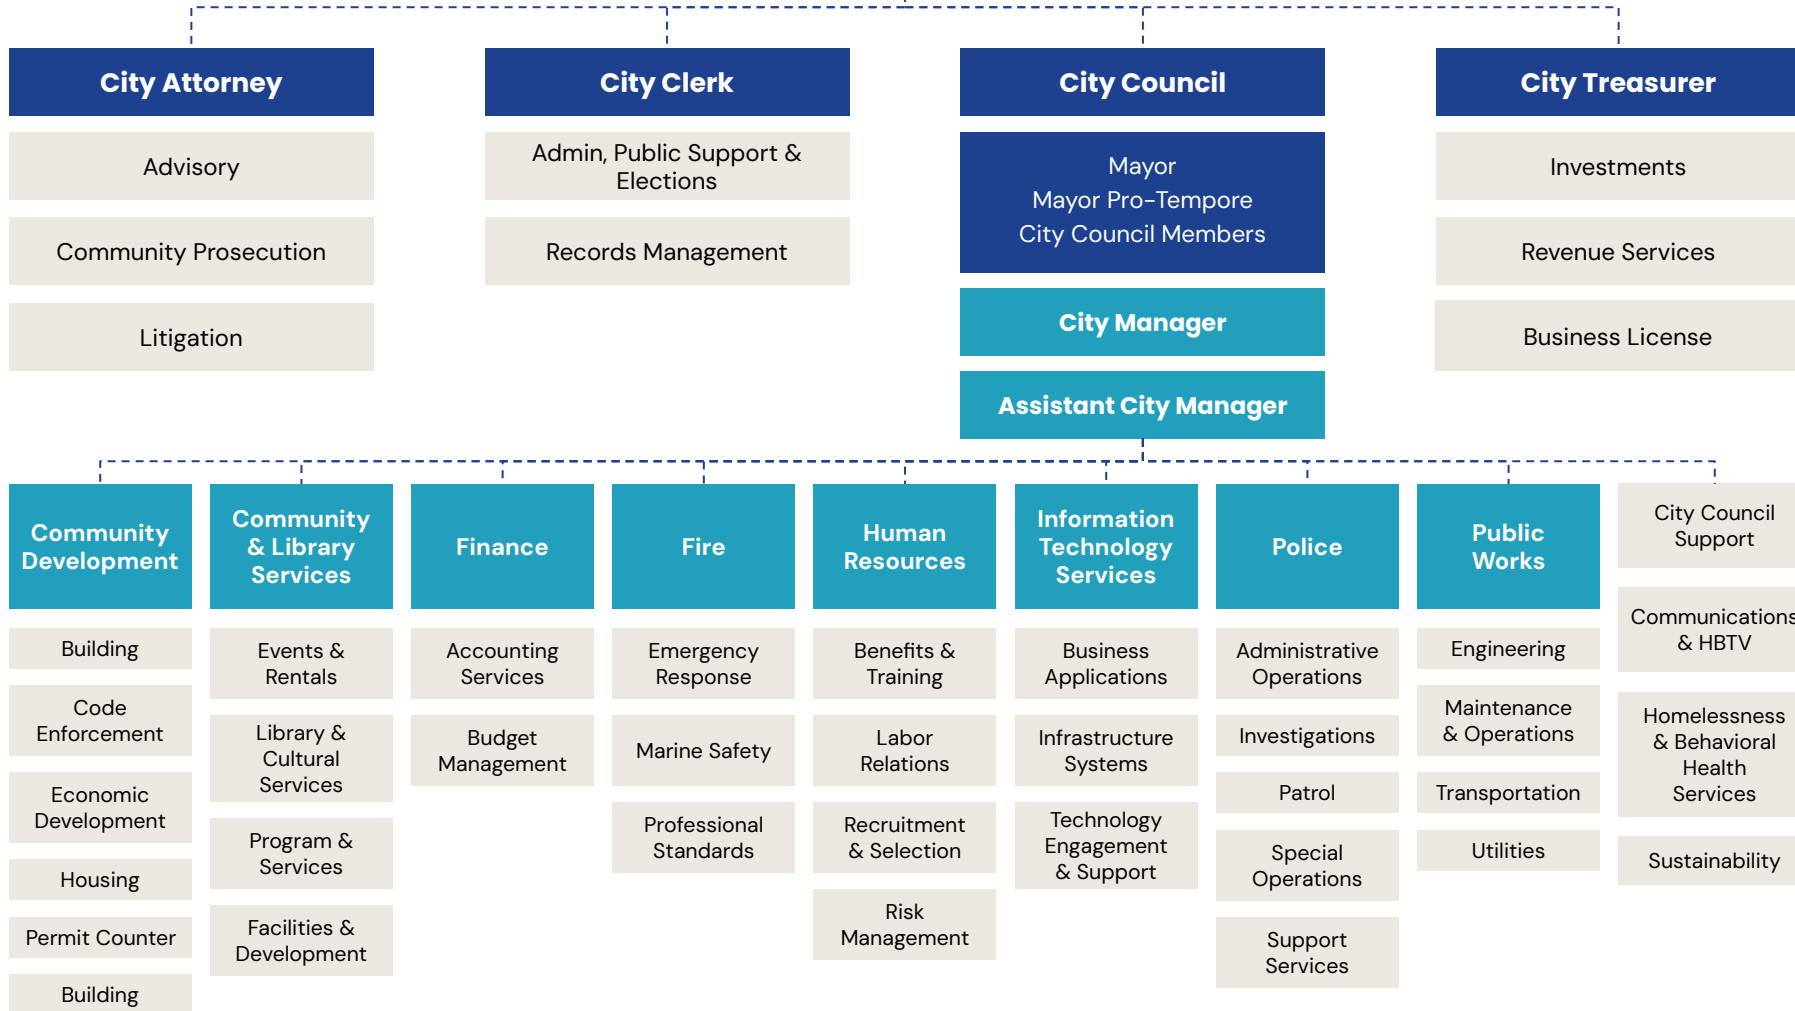 City Attorney
City Clerk
City Council
City Treasurer
Advisory
Community Prosecution
Litigation
Admin, Public Support &
Elections
Records Management
Mayor
Mayor Pro-Tempore
City Council Members
City Manager
Assistant City Manager
Investments
Revenue Services
Business License
Community
Development
Building
Code
Enforcement
Economic
Development
Housing
Permit Counter
Building
Community
& Library
Services
Events &
Rentals
Library &
Cultural
Services
Program &
Services
Facilities &
Development
Finance
Accounting
Services
Budget
Management
Fire
Emergency
Response
Marine Safety
Professional
Standards
Human
Resources
Benefits &
Training
Labor
Relations
Recruitment
& Selection
Risk
Management
Information
Technology
Services
Business
Applications
Infrastructure
Systems
Technology
Engagement
& Support
Police
Administrative
Operations
Investigations
Patrol
Special
Operations
Support
Services
Public
Works
Engineering
Maintenance
& Operations
Transportation
Utilities
City Council
Support
Communications
& HBTV
Homelessness
& Behavioral
Health
Services
Sustainability